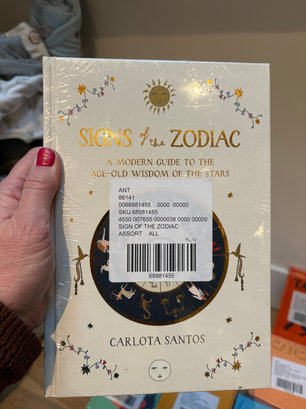 SIGNS of the ZODIAC
A MODERN GUIDE TO THE
AGE-OLD WISDOM OF THE STARS
ANT
86141
0068981455 0000 00000
SKU:68981455
4550 007655 0000036 0000 00000
SIGN OF THE ZODIAC
ASSORT ALL
FL_12
68981455
CARLOTA SANTOS